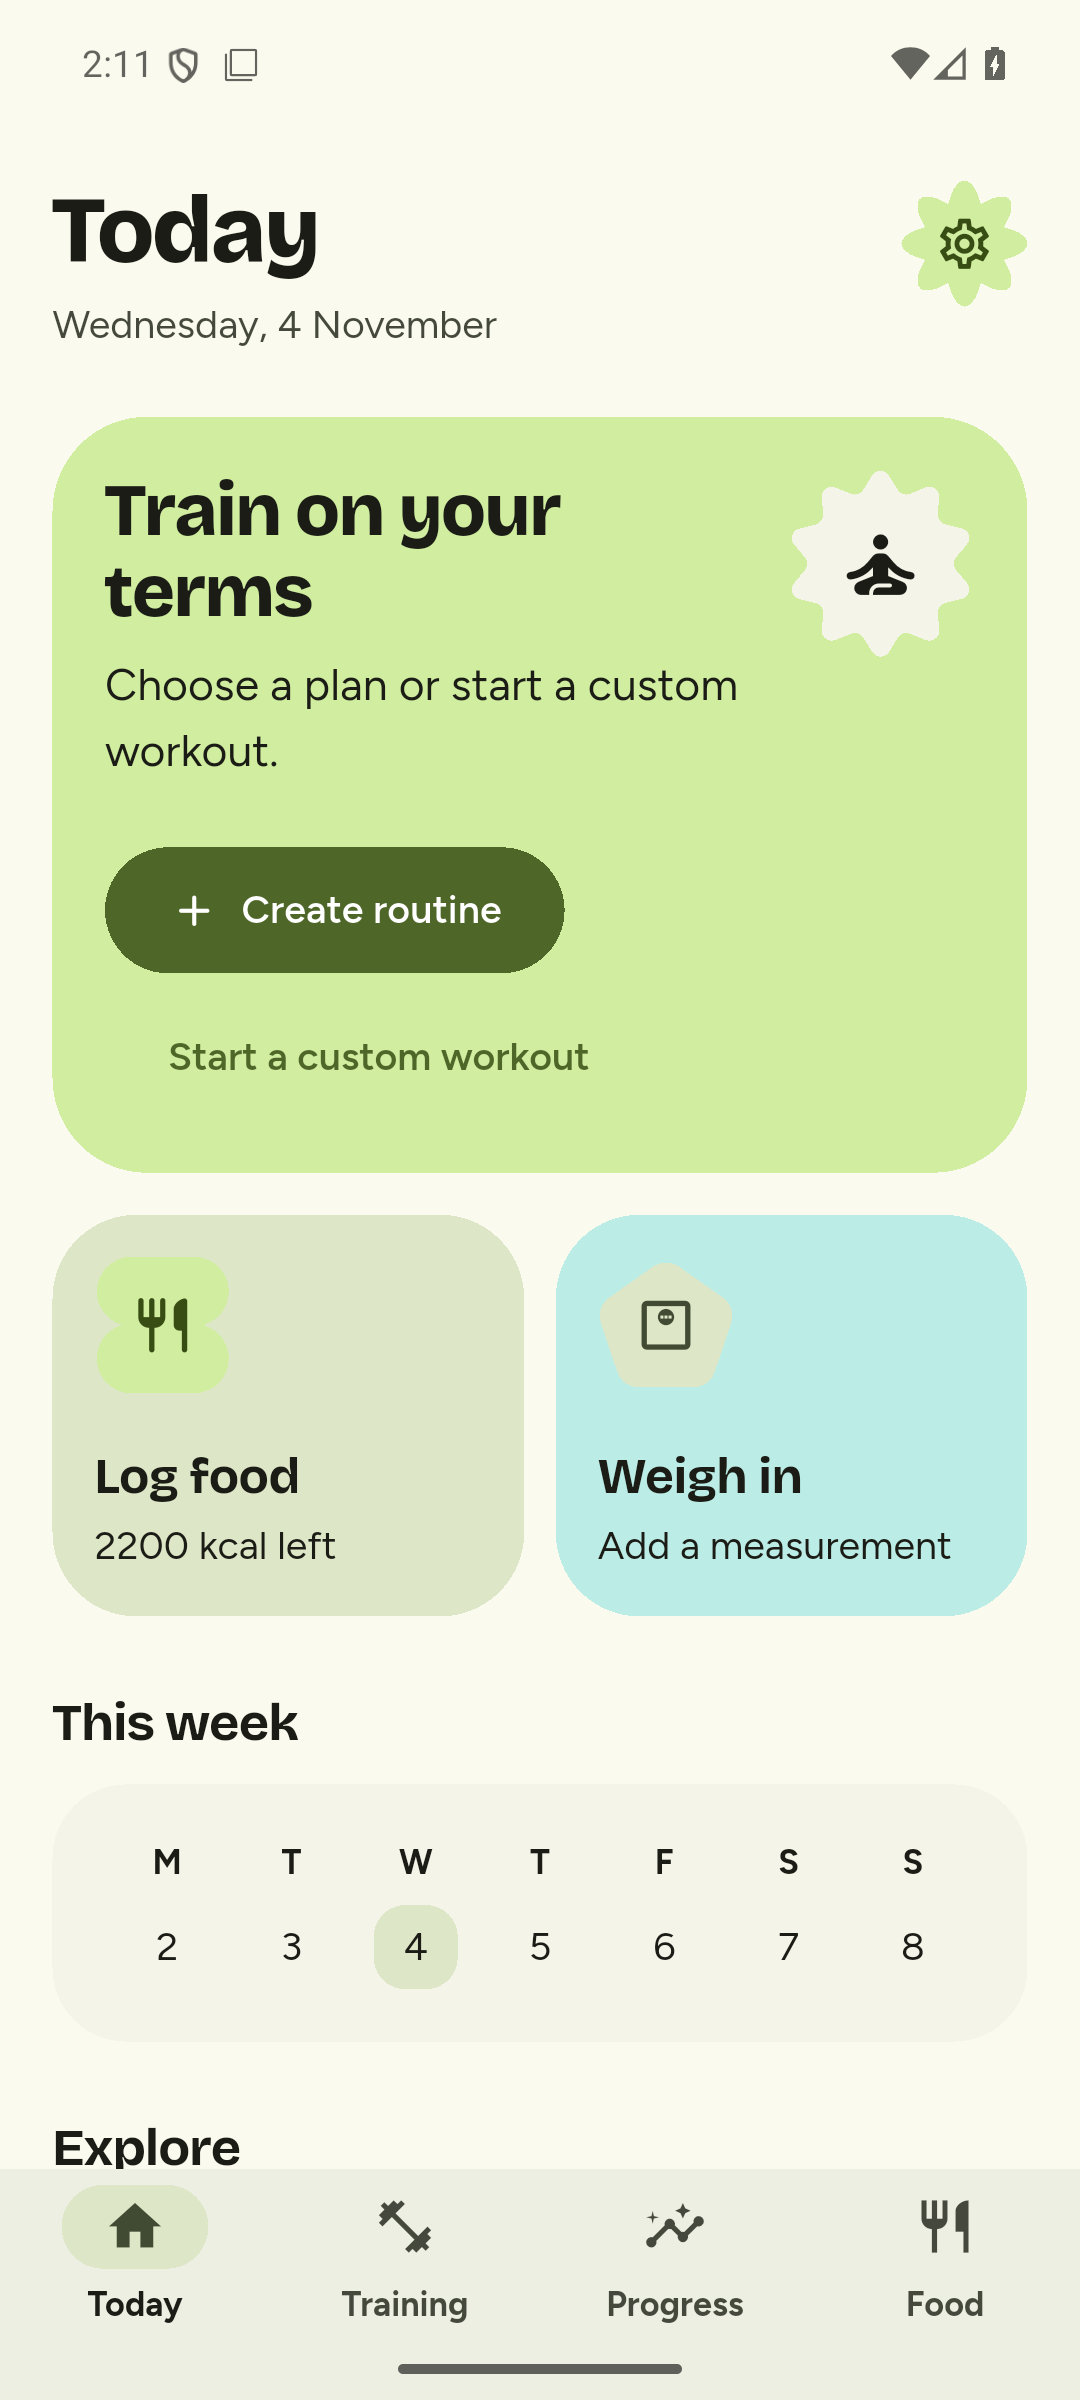 2:11
Today
Wednesday, 4 November
Train on your
terms
Choose a plan or start a custom
workout.
Create routine
Start a custom workout
Log food
2200 kcal left
Weigh in
Add a measurement
This week
M T W T F S S
2 3 4 5 6 7 8
Explore
Today Training Progress Food